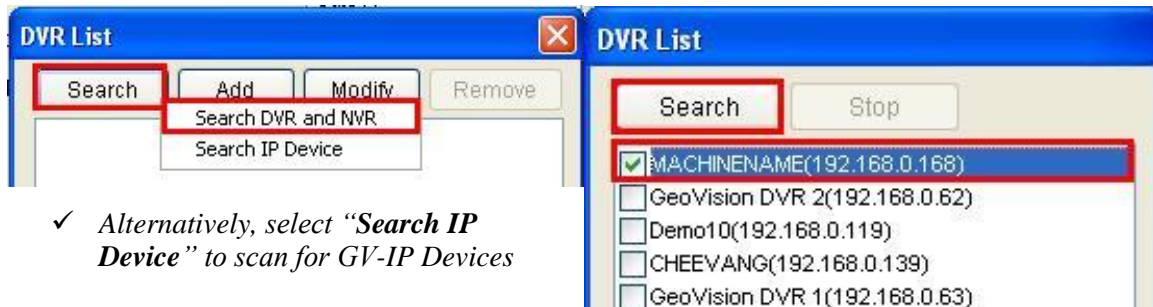 DVR List
Search Add Modify Remove
Search DVR and NVR
Search IP Device
✓ Alternatively, select “Search IP
Device” to scan for GV-IP Devices
DVR List
Search Stop
MACHINENAME(192.168.0.168)
GeoVision DVR 2(192.168.0.62)
Demo10(192.168.0.119)
CHEEVANG(192.168.0.139)
GeoVision DVR 1(192.168.0.63)